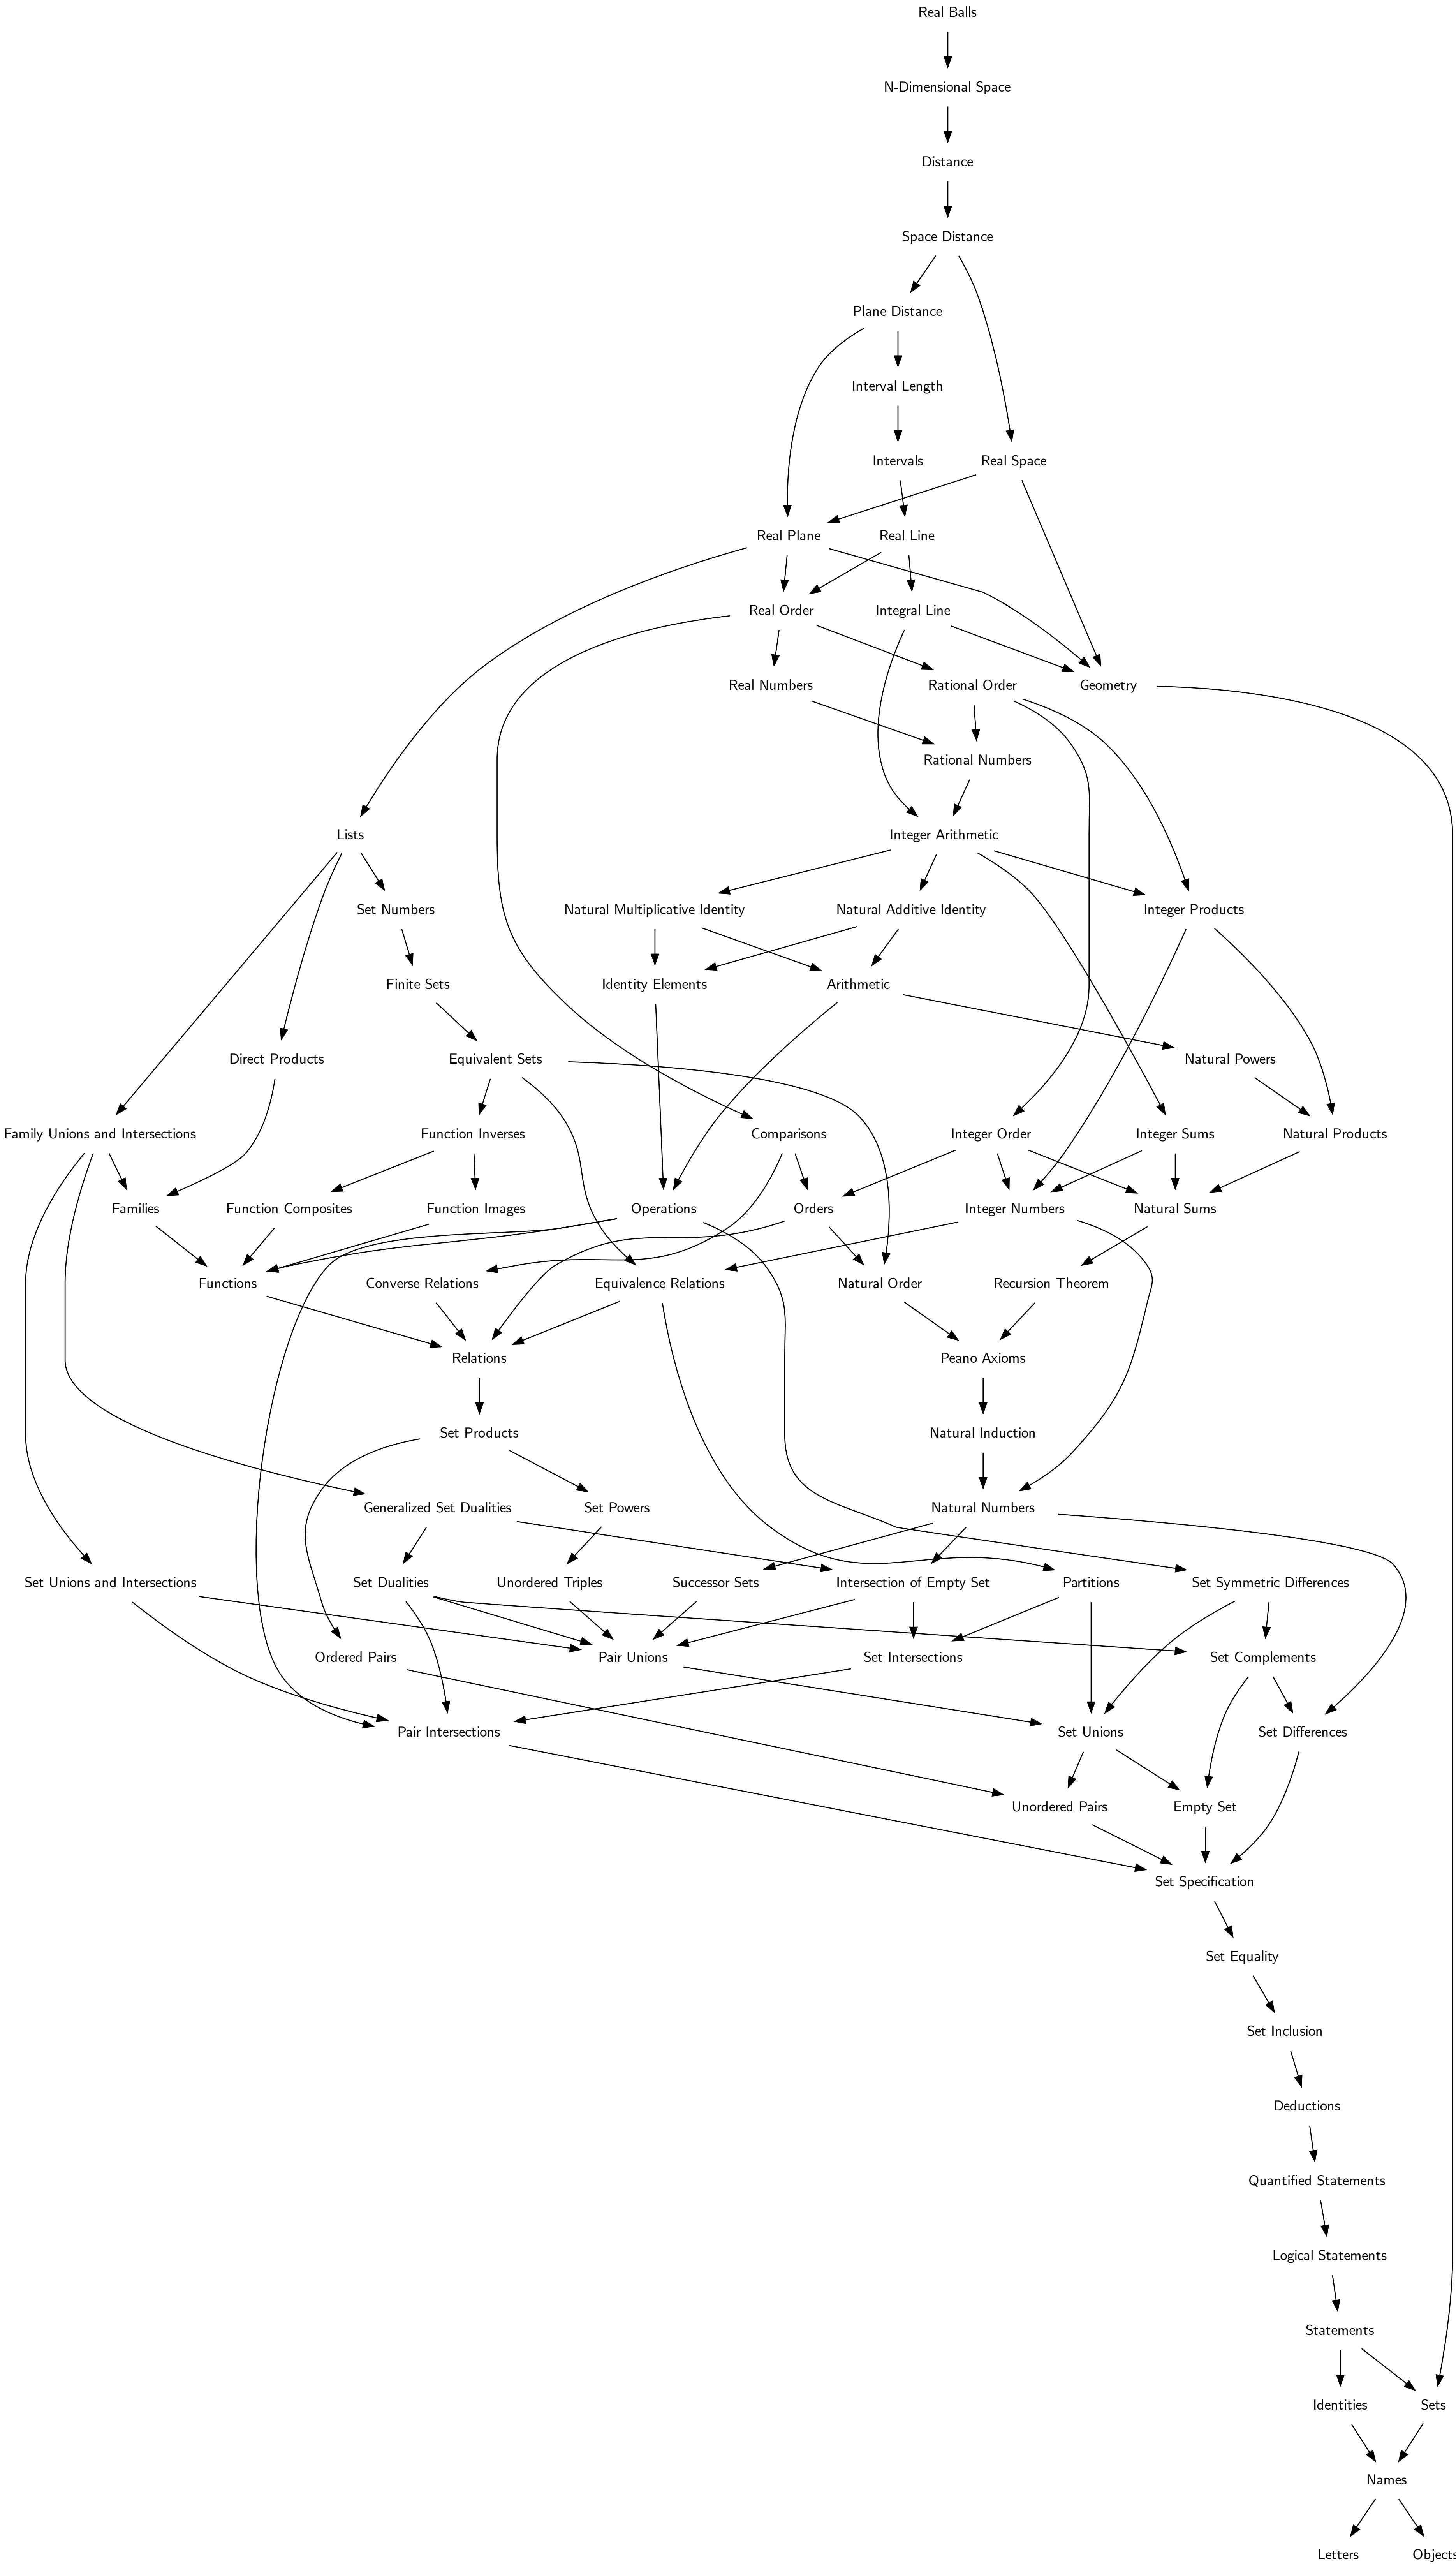 Real Balls
N-Dimensional Space
Distance
Space Distance
Plane Distance
Interval Length
Intervals
Real Space
Real Plane
Real Line
Real Order
Integral Line
Real Numbers
Rational Order
Geometry
Rational Numbers
Lists
Integer Arithmetic
Set Numbers
Natural Multiplicative Identity
Natural Additive Identity
Integer Products
Finite Sets
Identity Elements
Arithmetic
Direct Products
Equivalent Sets
Natural Powers
Family Unions and Intersections
Function Inverses
Comparisons
Integer Order
Integer Sums
Natural Products
Families
Function Composites
Function Images
Operations
Orders
Integer Numbers
Natural Sums
Functions
Converse Relations
Equivalence Relations
Natural Order
Recursion Theorem
Relations
Peano Axioms
Set Products
Natural Induction
Generalized Set Dualities
Set Powers
Natural Numbers
Set Unions and Intersections
Set Dualities
Unordered Triples
Successor Sets
Intersection of Empty Set
Partitions
Set Symmetric Differences
Ordered Pairs
Pair Unions
Set Intersections
Set Complements
Pair Intersections
Set Unions
Set Differences
Unordered Pairs
Empty Set
Set Specification
Set Equality
Set Inclusion
Deductions
Quantified Statements
Logical Statements
Statements
Identities
Sets
Names
Letters
Objects